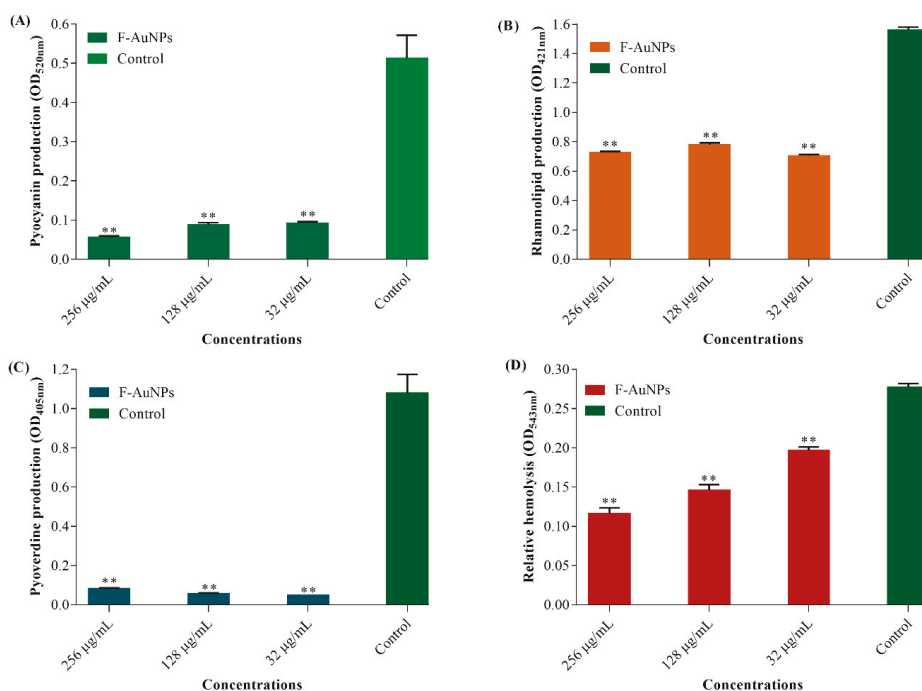 (A)
Pyocyanin production (OD520nm)
0.6
0.5
0.4
0.3
0.2
0.1
0.0
F-AuNPs
Control
**
**
**
256 µg/mL
128 µg/mL
32 µg/mL
Control
Concentrations
(B)
Rhamnolipid production (OD421nm)
1.6
1.4
1.2
1.0
0.8
0.6
0.4
0.2
0.0
F-AuNPs
Control
**
**
**
256 µg/mL
128 µg/mL
32 µg/mL
Control
Concentrations
(C)
Pyoverdine production (OD405nm)
1.2
1.0
0.8
0.6
0.4
0.2
0.0
F-AuNPs
Control
**
**
**
256 µg/mL
128 µg/mL
32 µg/mL
Control
Concentrations
(D)
Relative hemolysis (OD543nm)
0.30
0.25
0.20
0.15
0.10
0.05
0.00
F-AuNPs
Control
**
**
**
256 µg/mL
128 µg/mL
32 µg/mL
Control
Concentrations